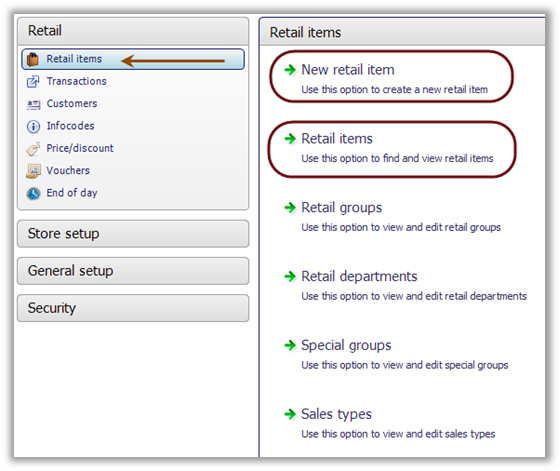 Retail
Retail items
Transactions
Customers
Infocodes
Price/discount
Vouchers
End of day
Store setup
General setup
Security
Retail items
New retail item
Use this option to create a new retail item
Retail items
Use this option to find and view retail items
Retail groups
Use this option to view and edit retail groups
Retail departments
Use this option to view and edit retail departments
Special groups
Use this option to view and edit special groups
Sales types
Use this option to view and edit sales types